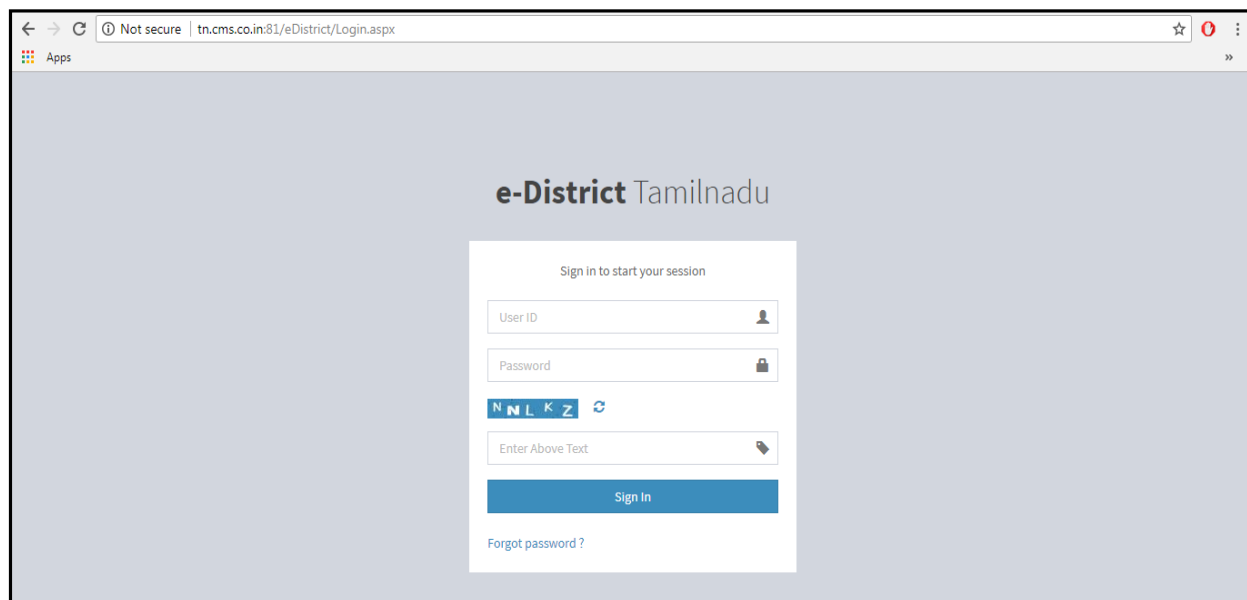 Not secure | tn.cms.co.in:81/eDistrict/Login.aspx
Apps »
e-District Tamilnadu
Sign in to start your session
User ID
Password
N N L K Z
Enter Above Text
Sign In
Forgot password ?